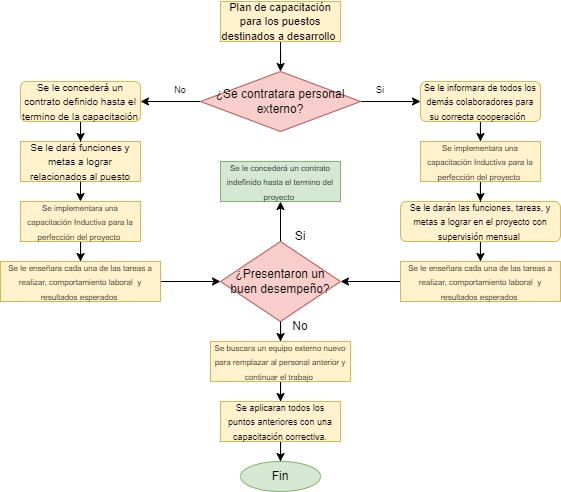 Plan de capacitación
para los puestos
destinados a desarrollo
¿Se contratara personal
externo?
No
Si
Se le concederá un
contrato definido hasta el
termino de la capacitación
Se le dará funciones y
metas a lograr
relacionados al puesto
Se implementara una
capacitación Inductiva para la
perfección del proyecto
Se le enseñara cada una de las tareas a
realizar, comportamiento laboral y
resultados esperados
Se le informara de todos los
demás colaboradores para
su correcta cooperación
Se implementara una
capacitación Inductiva para la
perfección del proyecto
Se le darán las funciones, tareas, y
metas a lograr en el proyecto con
supervisión mensual
Se le enseñara cada una de las tareas a
realizar, comportamiento laboral y
resultados esperados
¿Presentaron un
buen desempeño?
Si
Se le concederá un contrato
indefinido hasta el termino del
proyecto
No
Se buscara un equipo externo nuevo
para remplazar al personal anterior y
continuar el trabajo
Se aplicaran todos los
puntos anteriores con una
capacitación correctiva.
Fin